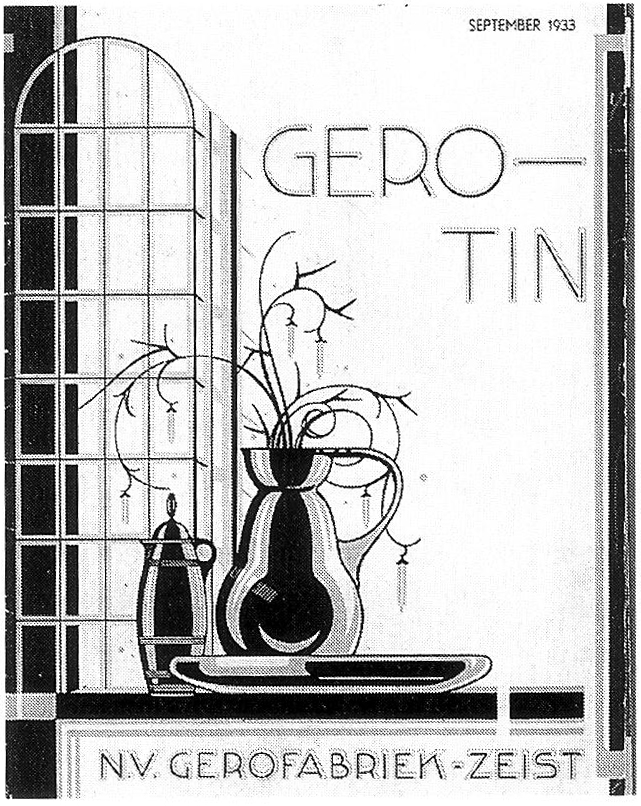 SEPTEMBER 1933
GERO—
TIN
N.V. GEROFABRIEK-ZEIST